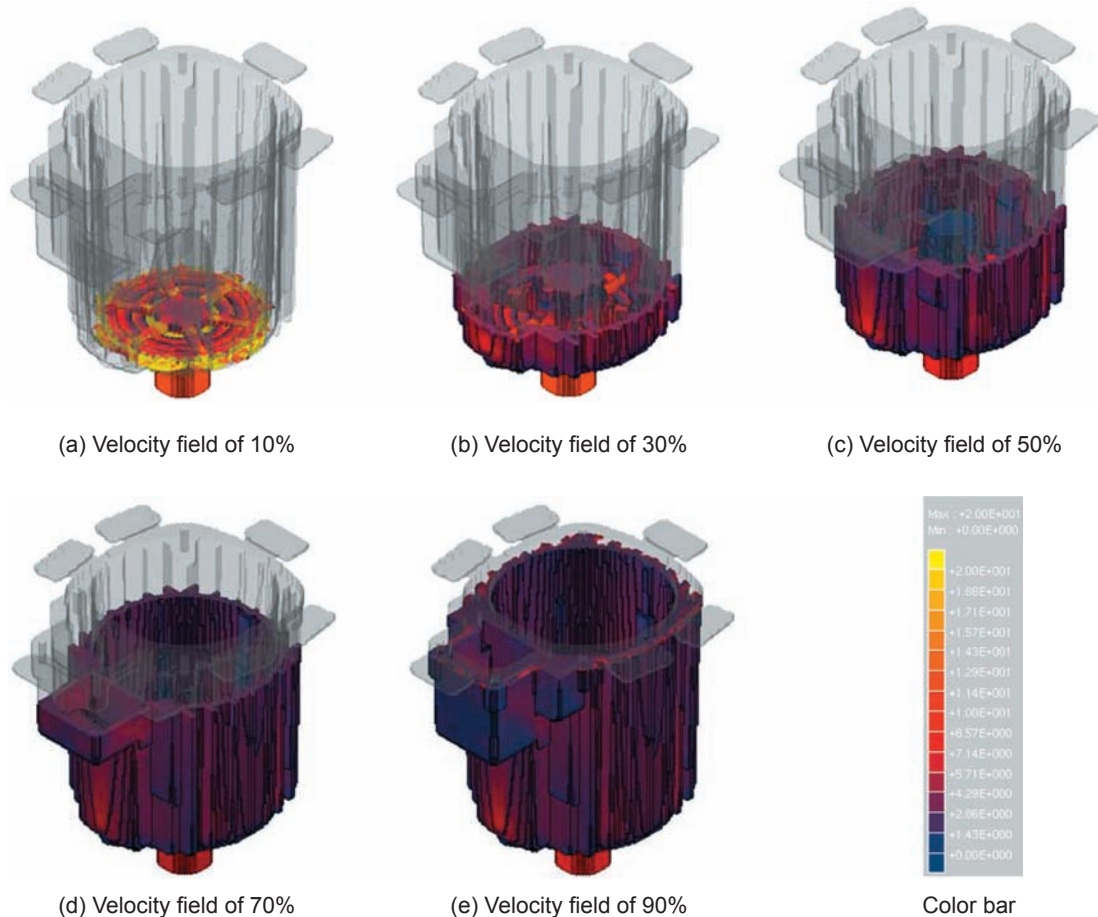 (a) Velocity field of 10%
(b) Velocity field of 30%
(c) Velocity field of 50%
Max : +2.00E+001
Min : +0.00E+000
+2.00E+001
+1.86E+001
+1.71E+001
+1.57E+001
+1.43E+001
+1.29E+001
+1.14E+001
+1.00E+001
+8.57E+000
+7.14E+000
+5.71E+000
+4.29E+000
+2.86E+000
+1.43E+000
+0.00E+000
(d) Velocity field of 70%
(e) Velocity field of 90%
Color bar